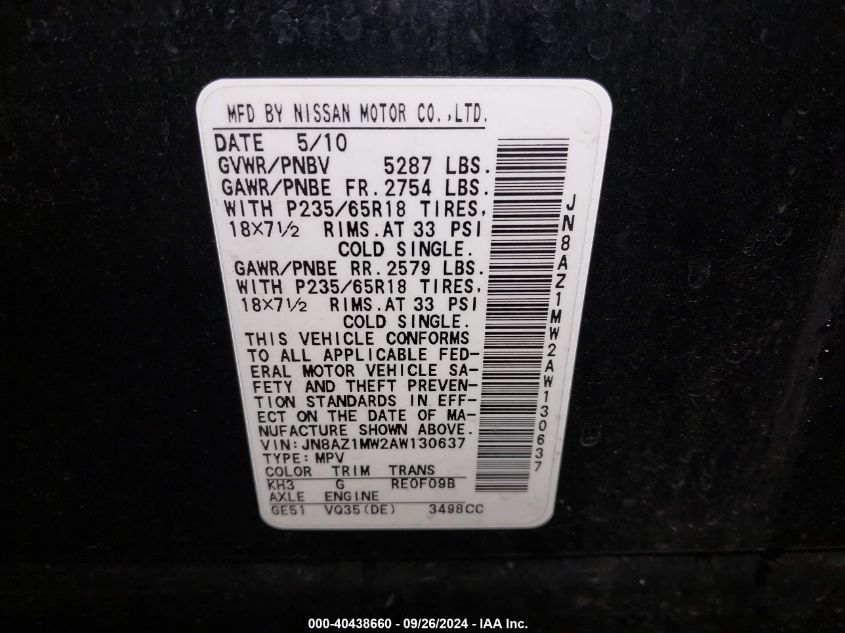 MFD BY NISSAN MOTOR CO.,LTD.
DATE 5/10
GVWR/PNBV 5287 LBS.
GAWR/PNBE FR. 2754 LBS.
WITH P235/65R18 TIRES,
18×7½ RIMS. AT 33 PSI
COLD SINGLE.
GAWR/PNBE RR. 2579 LBS.
WITH P235/65R18 TIRES,
18×7½ RIMS. AT 33 PSI
COLD SINGLE.
THIS VEHICLE CONFORMS
TO ALL APPLICABLE FED-
ERAL MOTOR VEHICLE SA-
FETY AND THEFT PREVEN-
TION STANDARDS IN EFF-
ECT ON THE DATE OF MA-
NUFACTURE SHOWN ABOVE.
VIN:JN8AZ1MW2AW130637
TYPE:MPV
COLOR TRIM TRANS
KH3 G RE0F09B
AXLE ENGINE
GE51 VQ35(DE) 3498CC
JN8AZ1MW2AW130637
000-40438660 - 09/26/2024 - IAA Inc.